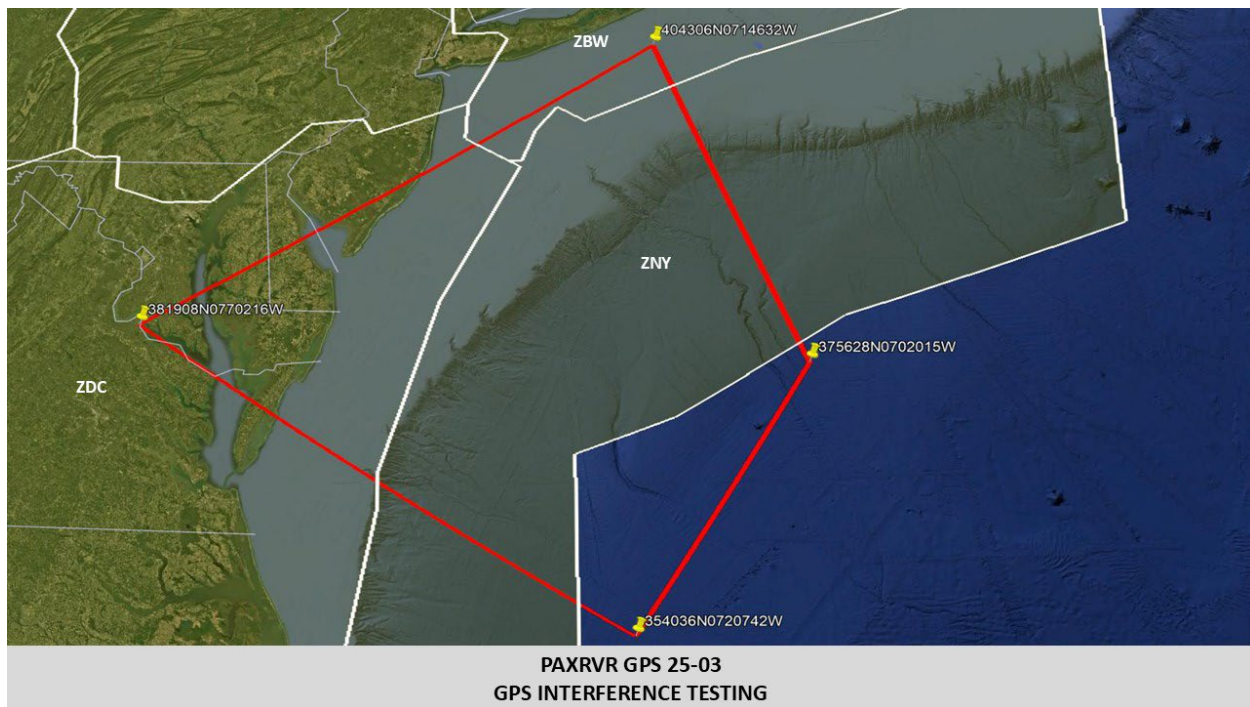 404306N0714632W
ZBW
ZNY
381908N0770216W
375628N0702015W
ZDC
354036N0720742W
PAXRVR GPS 25-03
GPS INTERFERENCE TESTING